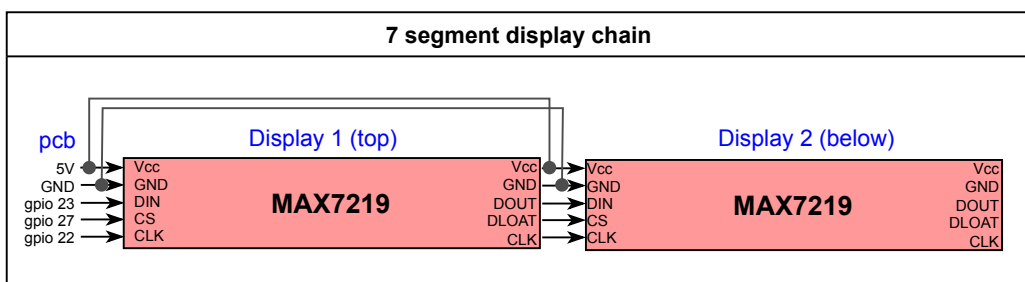 7 segment display chain
pcb
Display 1 (top)
Display 2 (below)
5V
GND
gpio 23
gpio 27
gpio 22
Vcc
GND
DIN
CS
CLK
MAX7219
Vcc
GND
DOUT
DLOAT
CLK
Vcc
GND
DIN
CS
CLK
MAX7219
Vcc
GND
DOUT
DLOAT
CLK